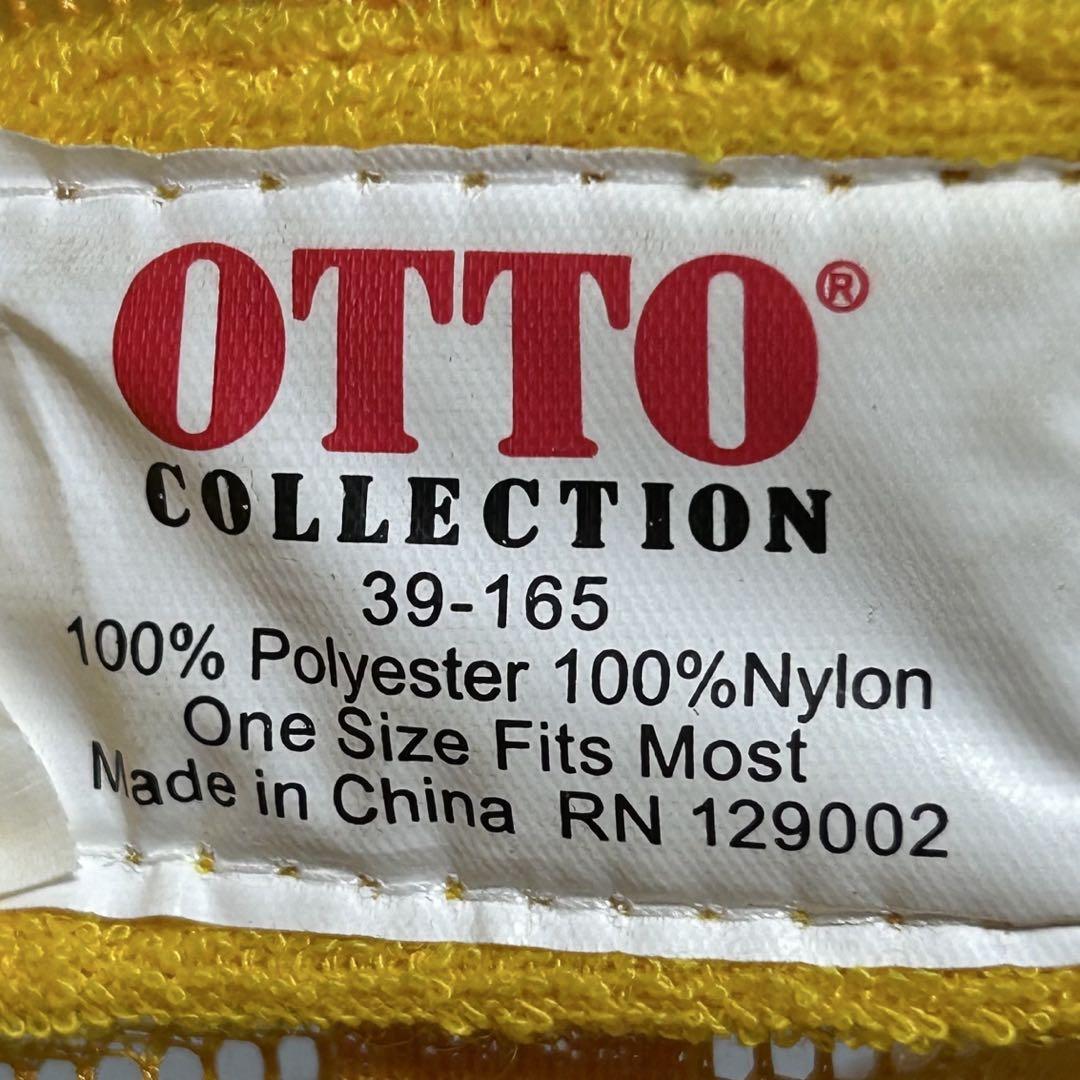 OTTO®
COLLECTION
39-165
100% Polyester 100%Nylon
One Size Fits Most
Made in China RN 129002